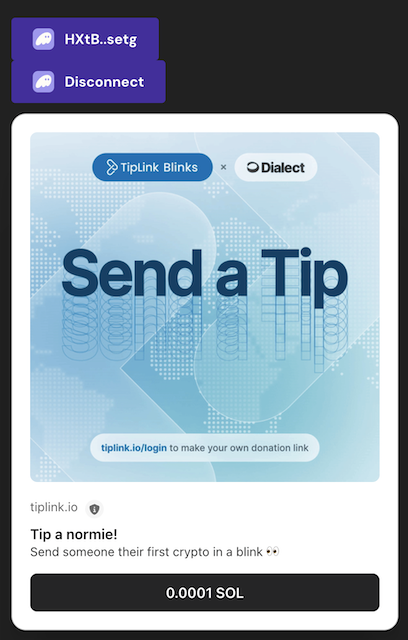 HXtB..setg
Disconnect
TipLink Blinks × Dialect
Send a Tip
tiplink.io/login to make your own donation link
tiplink.io
Tip a normie!
Send someone their first crypto in a blink 👀
0.0001 SOL